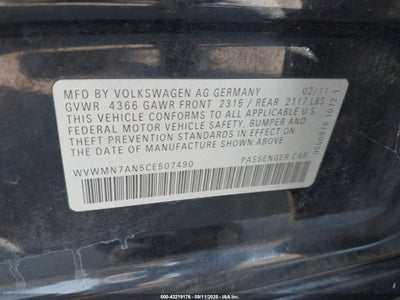 MFD BY VOLKSWAGEN AG GERMANY 02/11
GVWR 4366 GAWR FRONT 2315 / REAR 2117 LBS
THIS VEHICLE CONFORMS TO ALL APPLICABLE U.S.
FEDERAL MOTOR VEHICLE SAFETY, BUMPER AND
THEFT PREVENTION STANDARDS IN EFFECT ON THE
DATE OF MANUFACTURE SHOWN ABOVE.
WVWMN7AN5CE507490 PASSENGER CAR
000-43219176 - 09/11/2025 - IAA Inc.